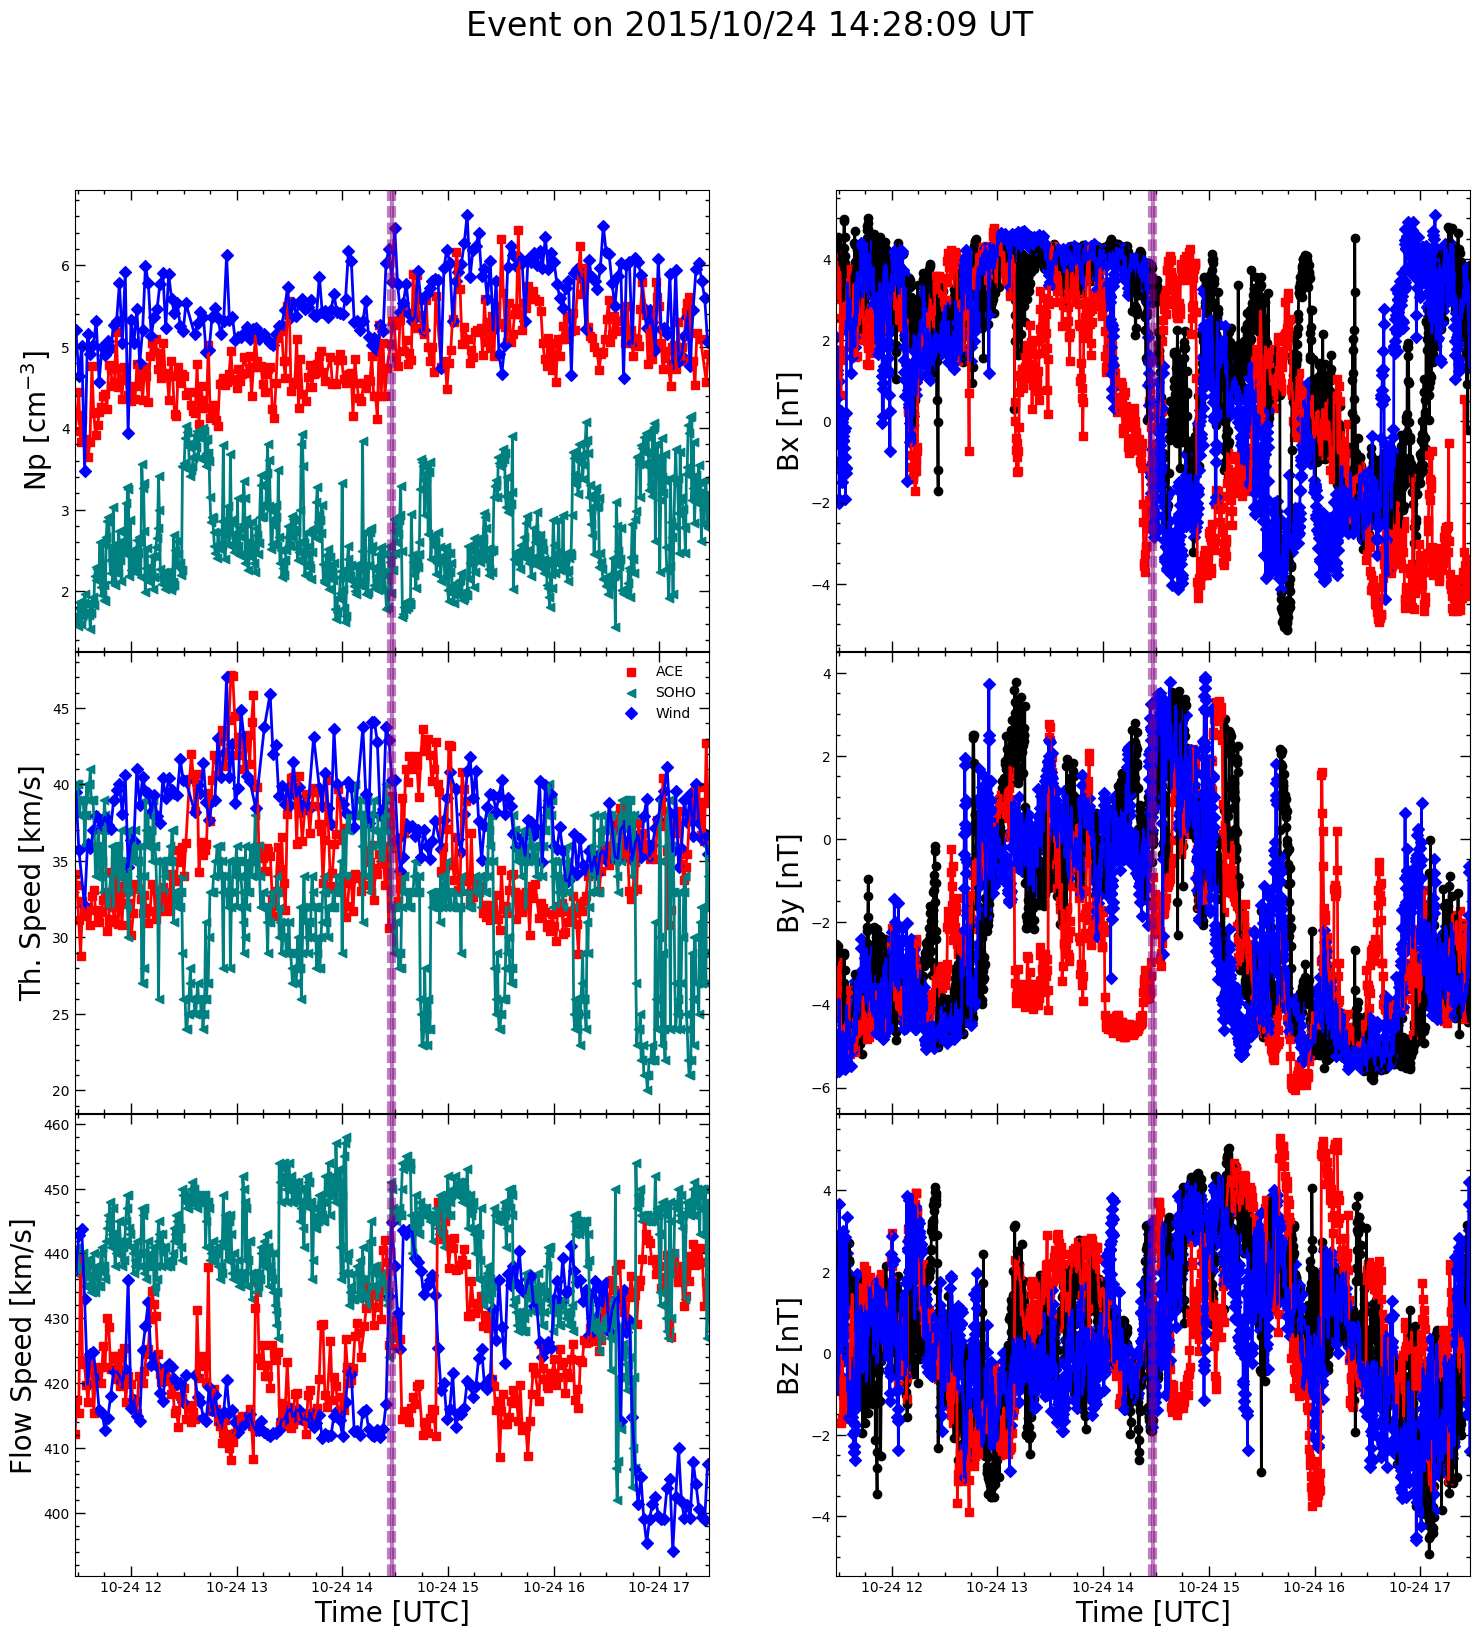 Event on 2015/10/24 14:28:09 UT
Np [cm⁻³]
6
5
4
3
2
Bx [nT]
4
2
0
−2
−4
Th. Speed [km/s]
45
40
35
30
25
20
ACE
SOHO
Wind
By [nT]
4
2
0
−2
−4
−6
Flow Speed [km/s]
460
450
440
430
420
410
400
10-24 12 10-24 13 10-24 14 10-24 15 10-24 16 10-24 17
Time [UTC]
Bz [nT]
4
2
0
−2
−4
10-24 12 10-24 13 10-24 14 10-24 15 10-24 16 10-24 17
Time [UTC]